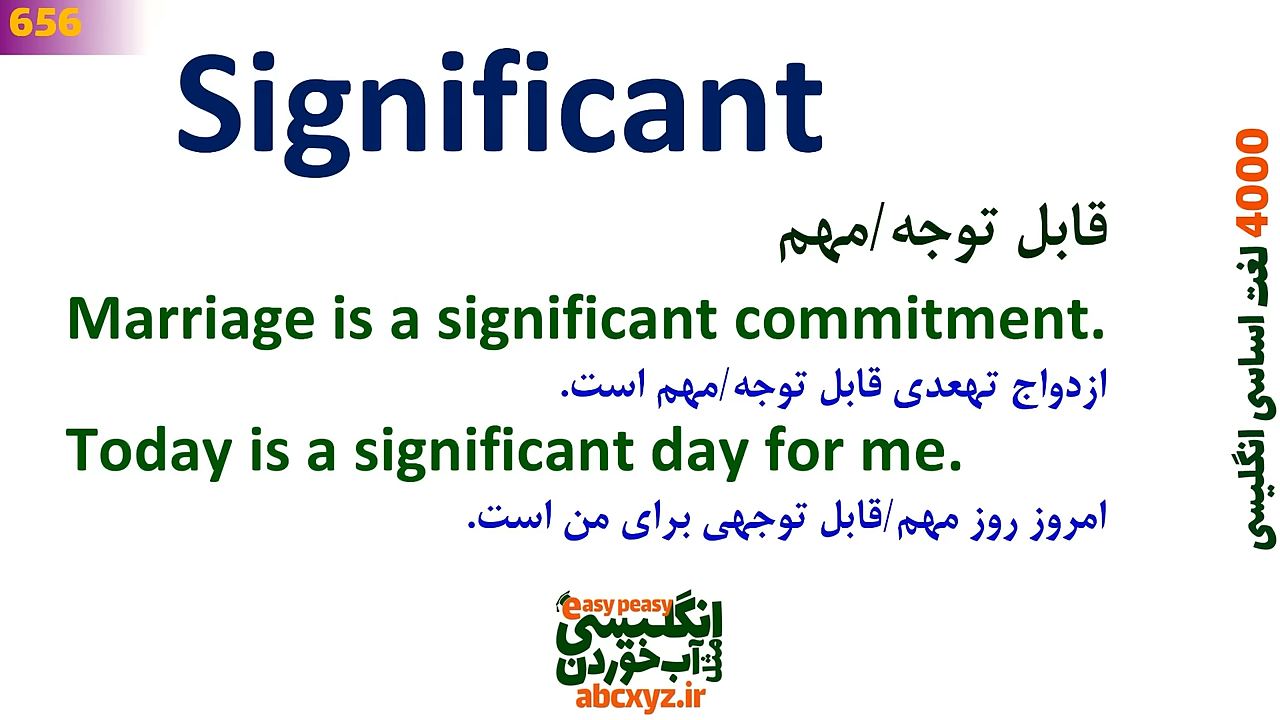 656
Significant
قابل توجه/مهم
Marriage is a significant commitment.
ازدواج تهعدی قابل توجه/مهم است.
Today is a significant day for me.
امروز روز مهم/قابل توجهی برای من است.
4000 لغت اساسی انگلیسی
easy peasy
انگلیسی
مثل آب خوردن
abcxyz.ir